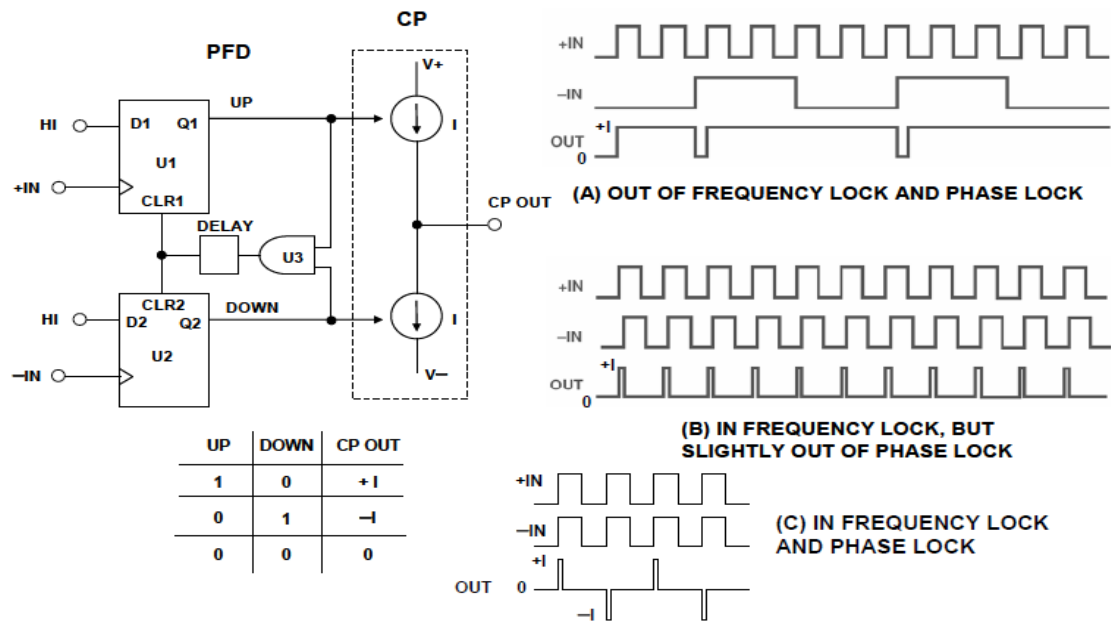 PFD
CP
HI
D1 Q1
U1
+IN
CLR1
UP
V+
I
CP OUT
DELAY
U3
CLR2
HI
D2 Q2
U2
–IN
DOWN
I
V–
UP DOWN CP OUT
1 0 + I
0 1 –I
0 0 0
+IN
–IN
+I
OUT
0
(A) OUT OF FREQUENCY LOCK AND PHASE LOCK
+IN
–IN
+I
OUT
0
(B) IN FREQUENCY LOCK, BUT
SLIGHTLY OUT OF PHASE LOCK
+IN
–IN
+I
OUT 0
–I
(C) IN FREQUENCY LOCK
AND PHASE LOCK